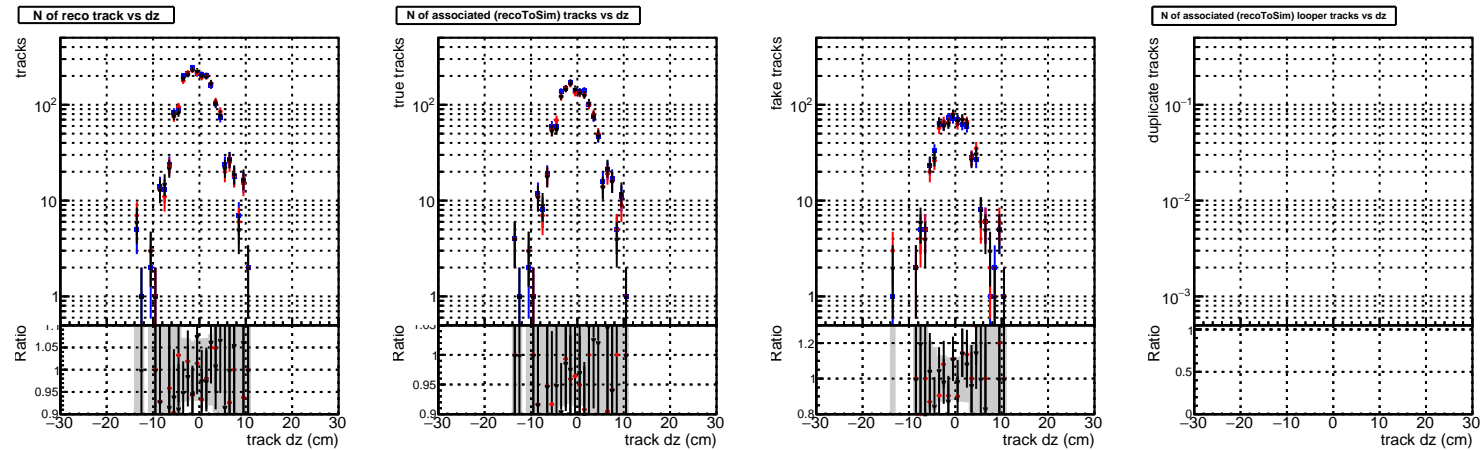 N of reco track vs dz
tracks
10²
10
1
Ratio
1.1
1.05
1
0.95
0.9
−30 −20 −10 0 10 20 30
track dz (cm)
N of associated (recoToSim) tracks vs dz
true tracks
10²
10
1
Ratio
1.05
1
0.95
0.9
−30 −20 −10 0 10 20 30
track dz (cm)
fake tracks
10²
10
1
Ratio
1.2
1
0.8
−30 −20 −10 0 10 20 30
track dz (cm)
N of associated (recoToSim) looper tracks vs dz
duplicate tracks
10⁻¹
10⁻²
10⁻³
Ratio
1
0.5
0
−30 −20 −10 0 10 20 30
track dz (cm)